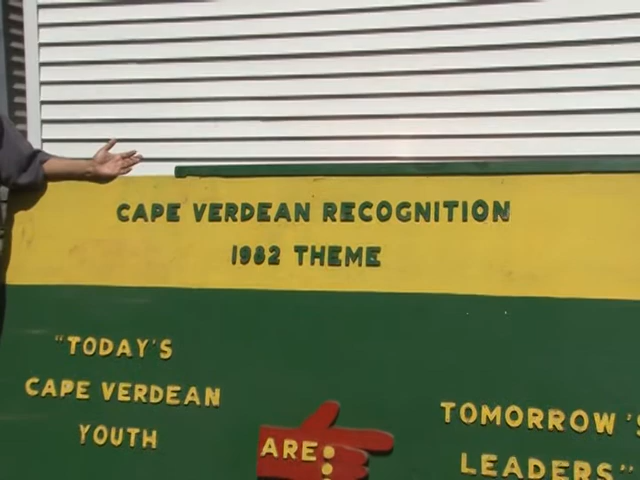 CAPE VERDEAN RECOGNITION
1982 THEME
"TODAY'S
CAPE VERDEAN
YOUTH
ARE:
TOMORROW'S
LEADERS"